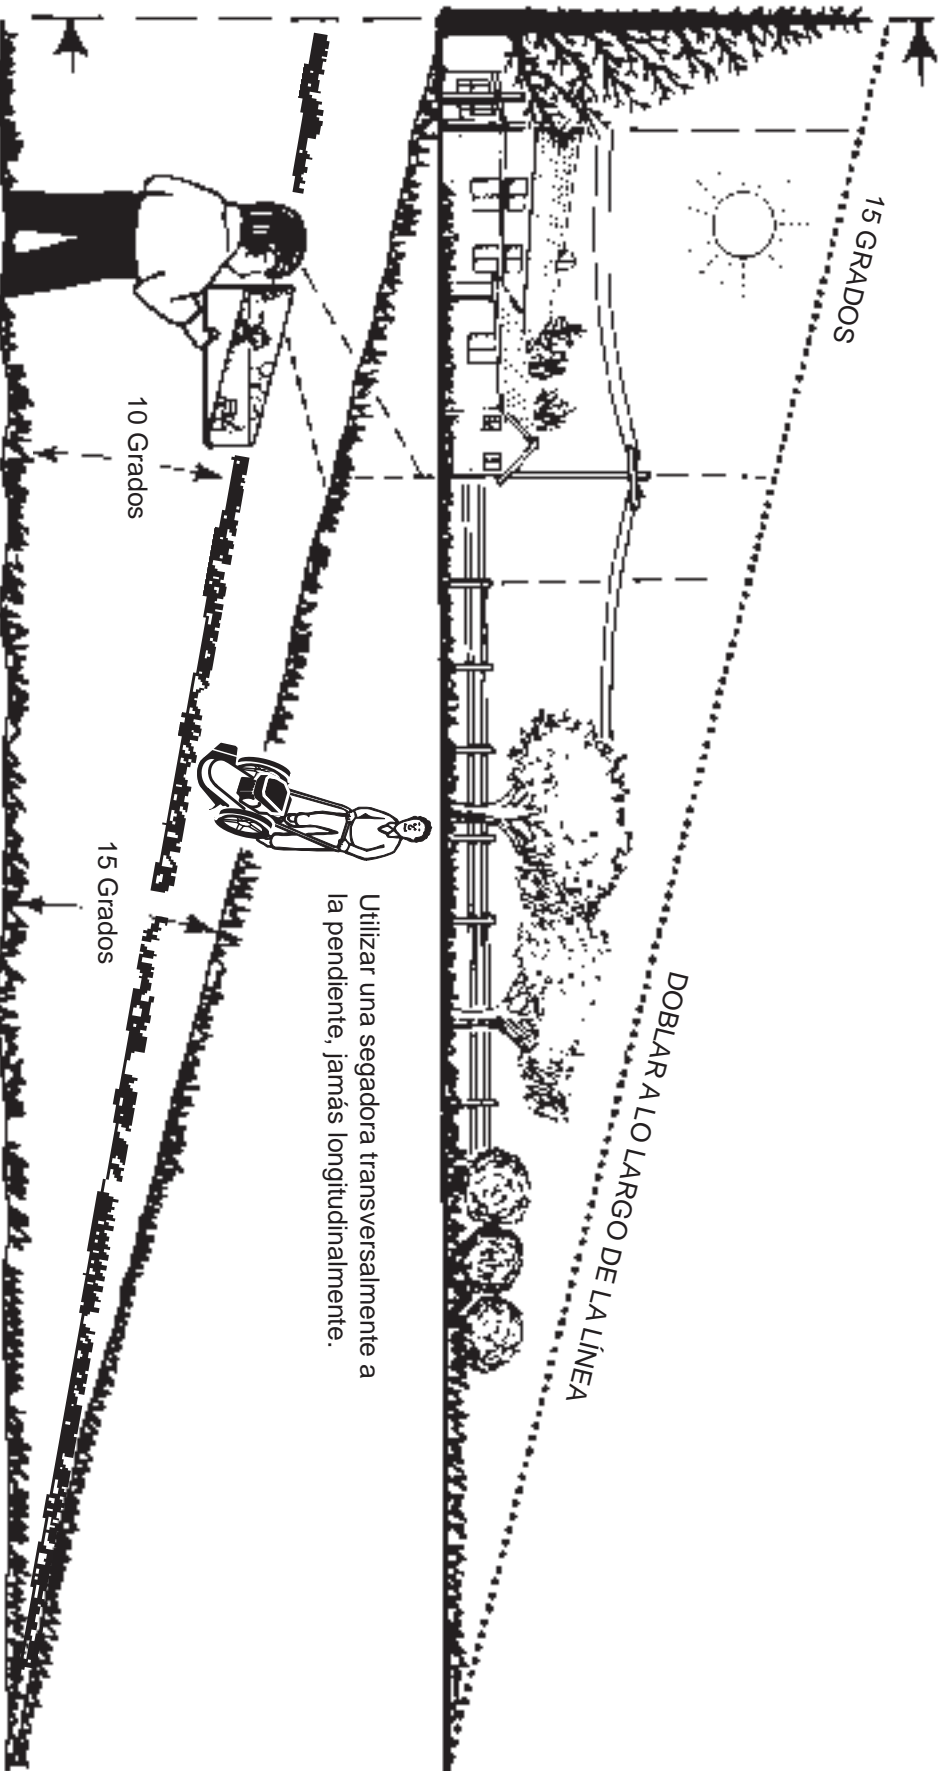 15 GRADOS
DOBLAR A LO LARGO DE LA LÍNEA
Utilizar una segadora transversalmente a
la pendiente, jamás longitudinalmente.
10 Grados
15 Grados